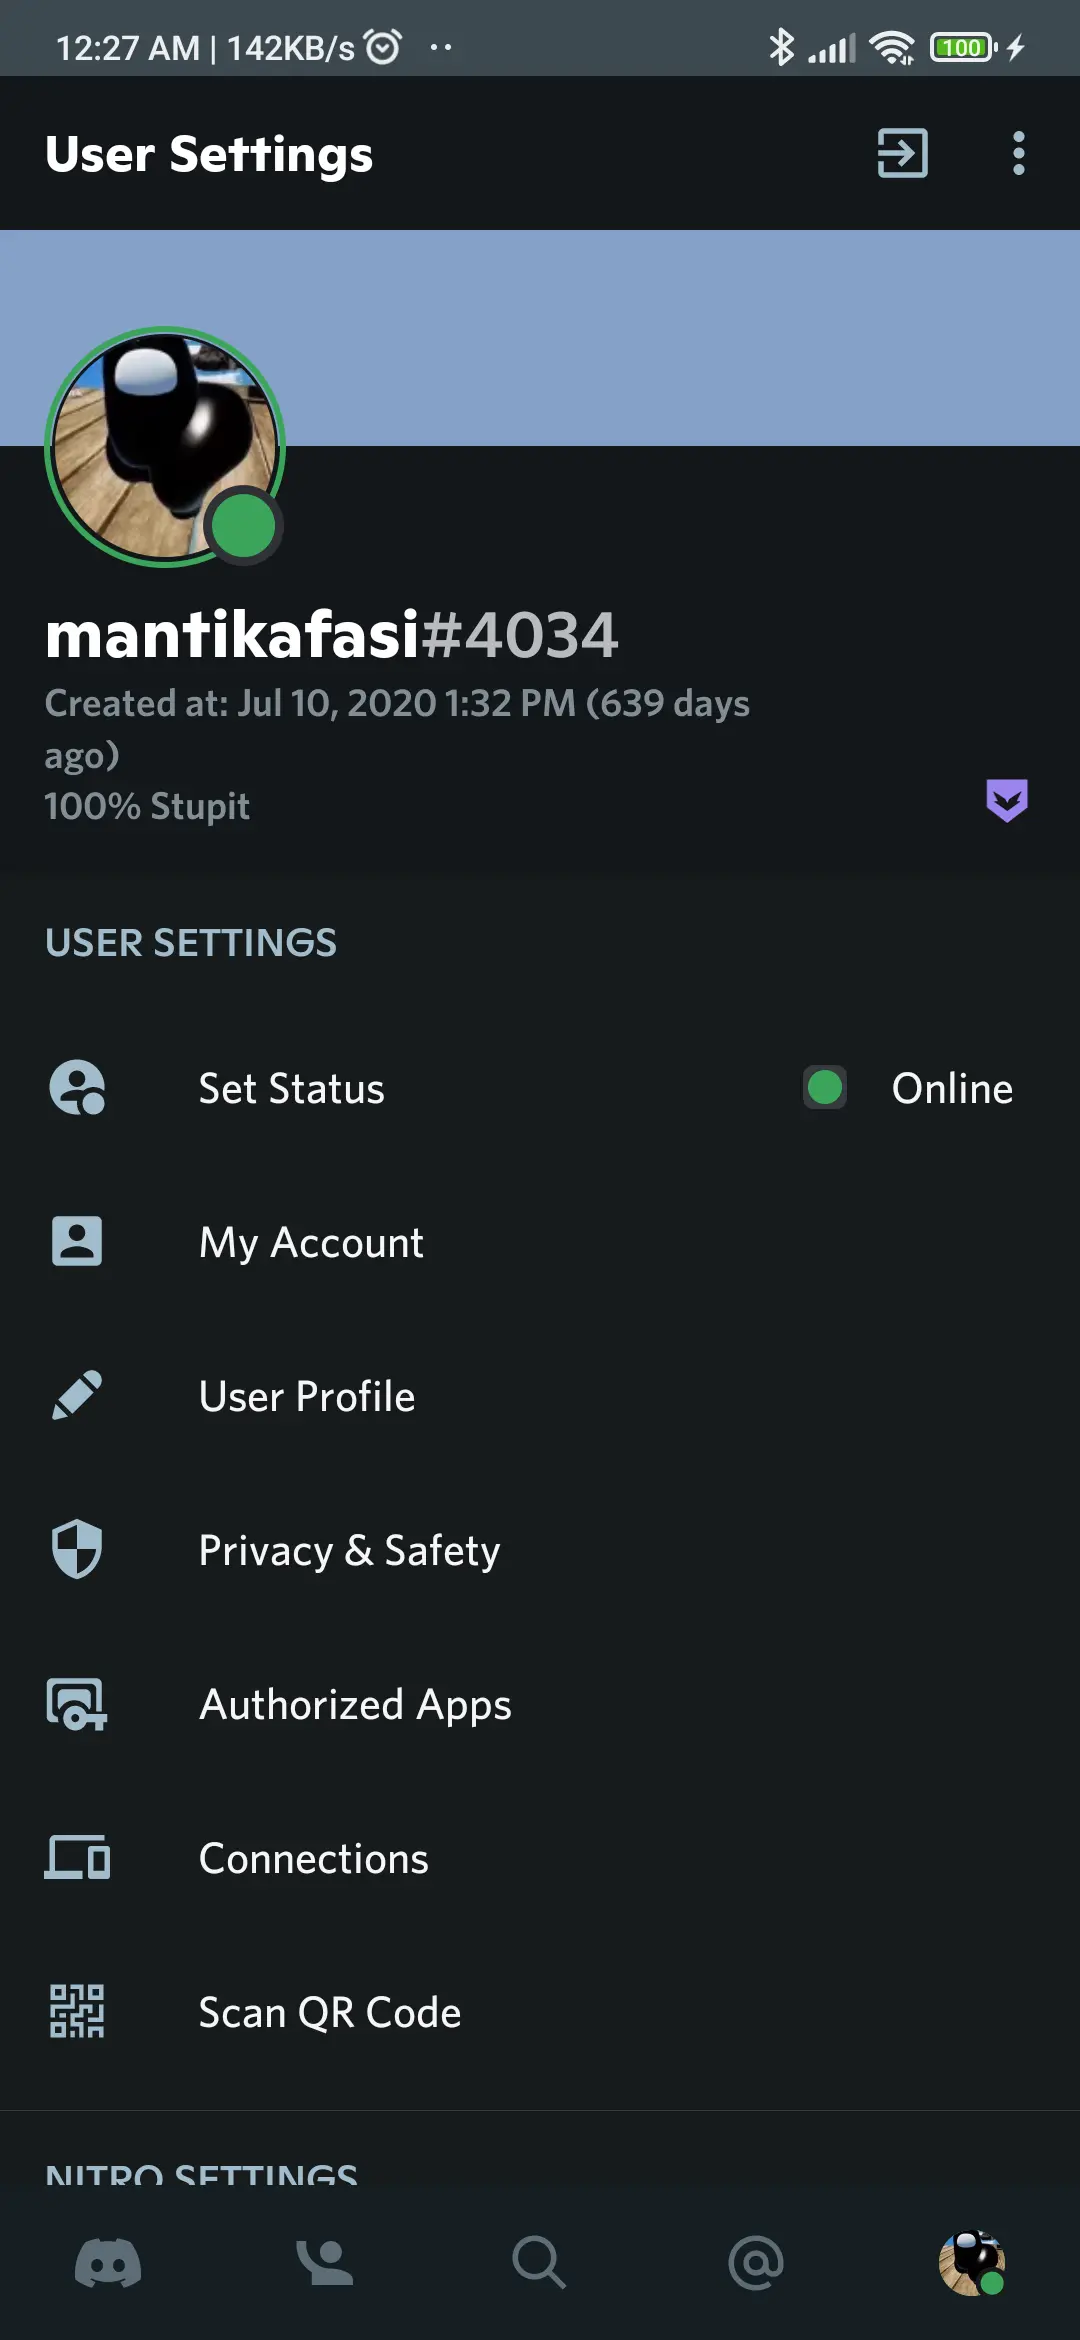 12:27 AM | 142KB/s
100
User Settings
mantikafasi#4034
Created at: Jul 10, 2020 1:32 PM (639 days
ago)
100% Stupit
USER SETTINGS
Set Status Online
My Account
User Profile
Privacy & Safety
Authorized Apps
Connections
Scan QR Code
NITRO SETTINGS